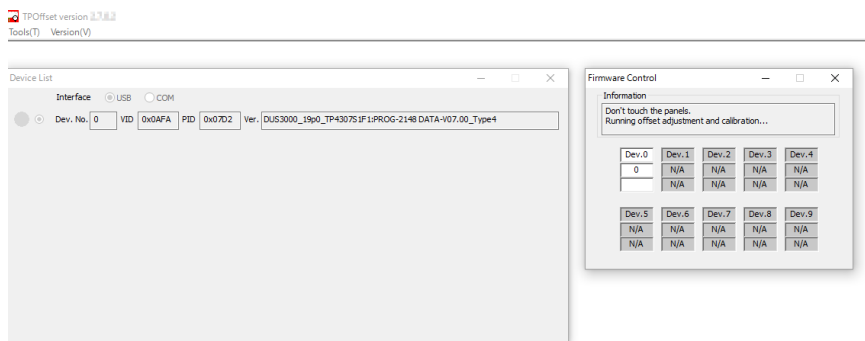 TPOffset version
Tools(T) Version(V)
Device List
Interface USB COM
Dev. No. 0 VID 0x0AFA PID 0x07D2 Ver. DUS3000_19p0_TP4307S1F1:PROG-2148 DATA-V07.00_Type4
Firmware Control
Information
Don't touch the panels.
Running offset adjustment and calibration...
Dev.0 Dev.1 Dev.2 Dev.3 Dev.4
0 N/A N/A N/A N/A
N/A N/A N/A N/A
Dev.5 Dev.6 Dev.7 Dev.8 Dev.9
N/A N/A N/A N/A N/A
N/A N/A N/A N/A N/A